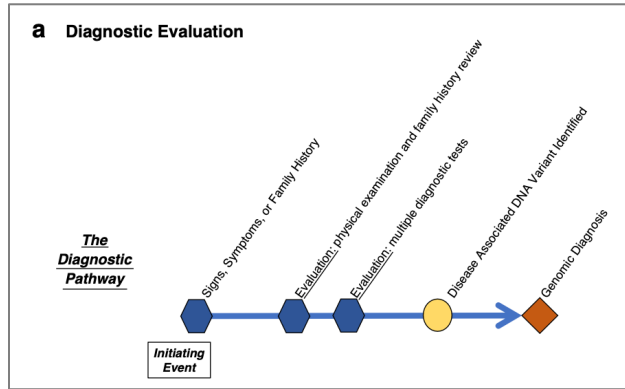 a Diagnostic Evaluation
Signs, Symptoms, or Family History
Evaluation: physical examination and family history review
Evaluation: multiple diagnostic tests
Disease Associated DNA Variant Identified
Genomic Diagnosis
The
Diagnostic
Pathway
Initiating
Event